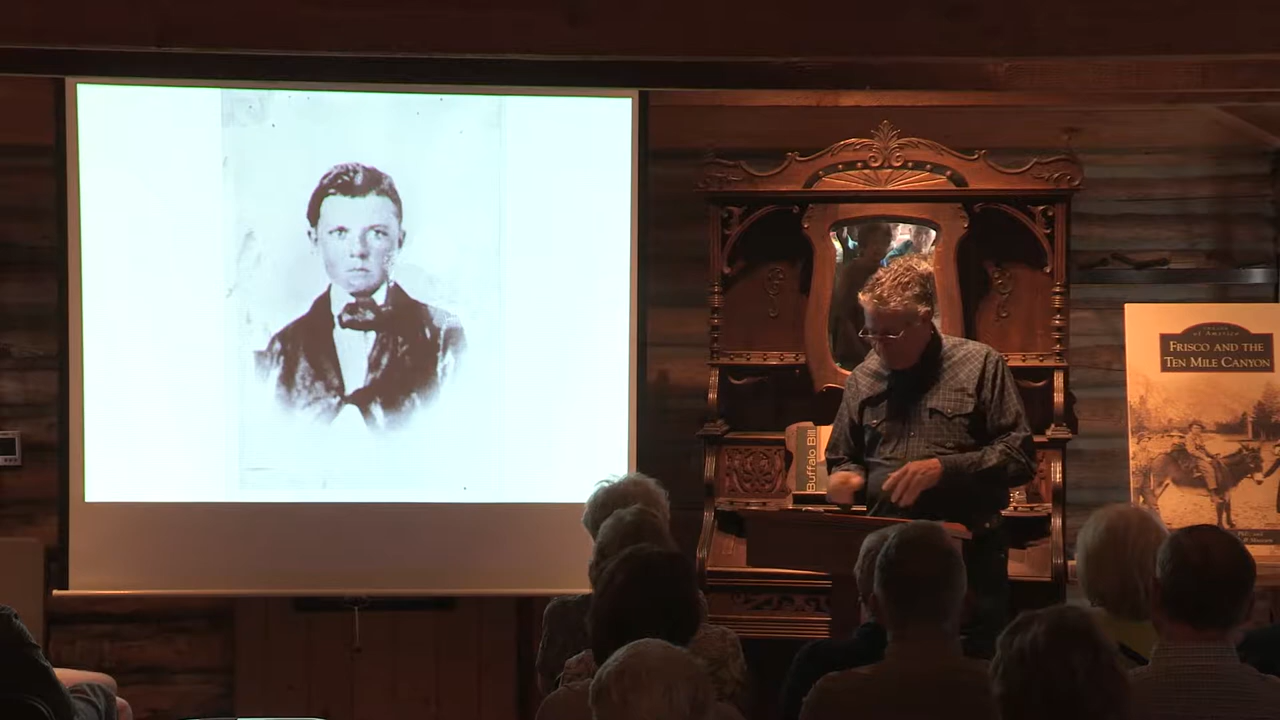 Buffalo Bill
IMAGES
of America
FRISCO AND THE
TEN MILE CANYON